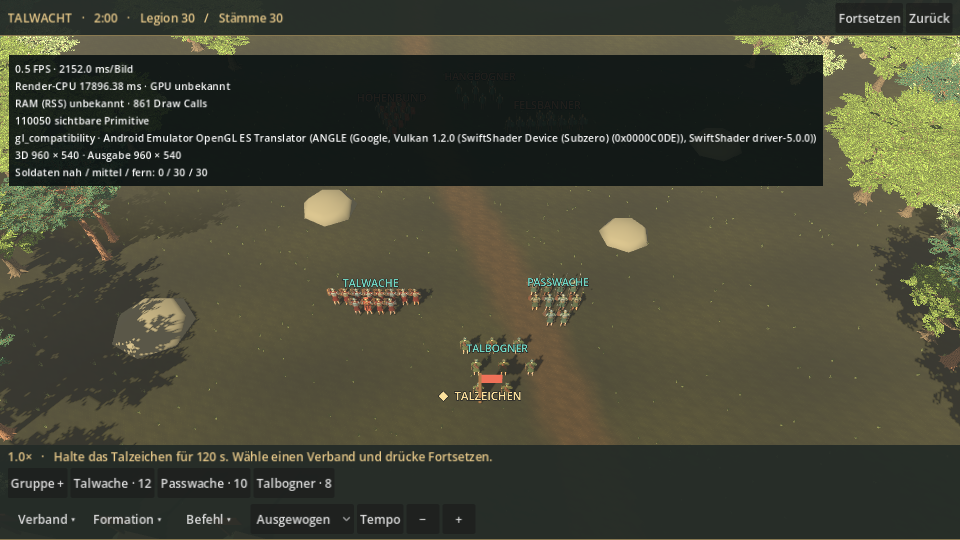 TALWACHT · 2:00 · Legion 30 / Stämme 30
Fortsetzen Zurück
0.5 FPS · 2152.0 ms/Bild
Render-CPU 17896.38 ms · GPU unbekannt
RAM (RSS) unbekannt · 861 Draw Calls
110050 sichtbare Primitive
gl_compatibility · Android Emulator OpenGL ES Translator (ANGLE (Google, Vulkan 1.2.0 (SwiftShader Device (Subzero) (0x0000C0DE)), SwiftShader driver-5.0.0))
3D 960 × 540 · Ausgabe 960 × 540
Soldaten nah / mittel / fern: 0 / 30 / 30
TALWACHE
PASSWACHE
TALBOGNER
TALZEICHEN
1.0× · Halte das Talzeichen für 120 s. Wähle einen Verband und drücke Fortsetzen.
Gruppe + Talwache · 12 Passwache · 10 Talbogner · 8
Verband Formation Befehl Ausgewogen Tempo − +